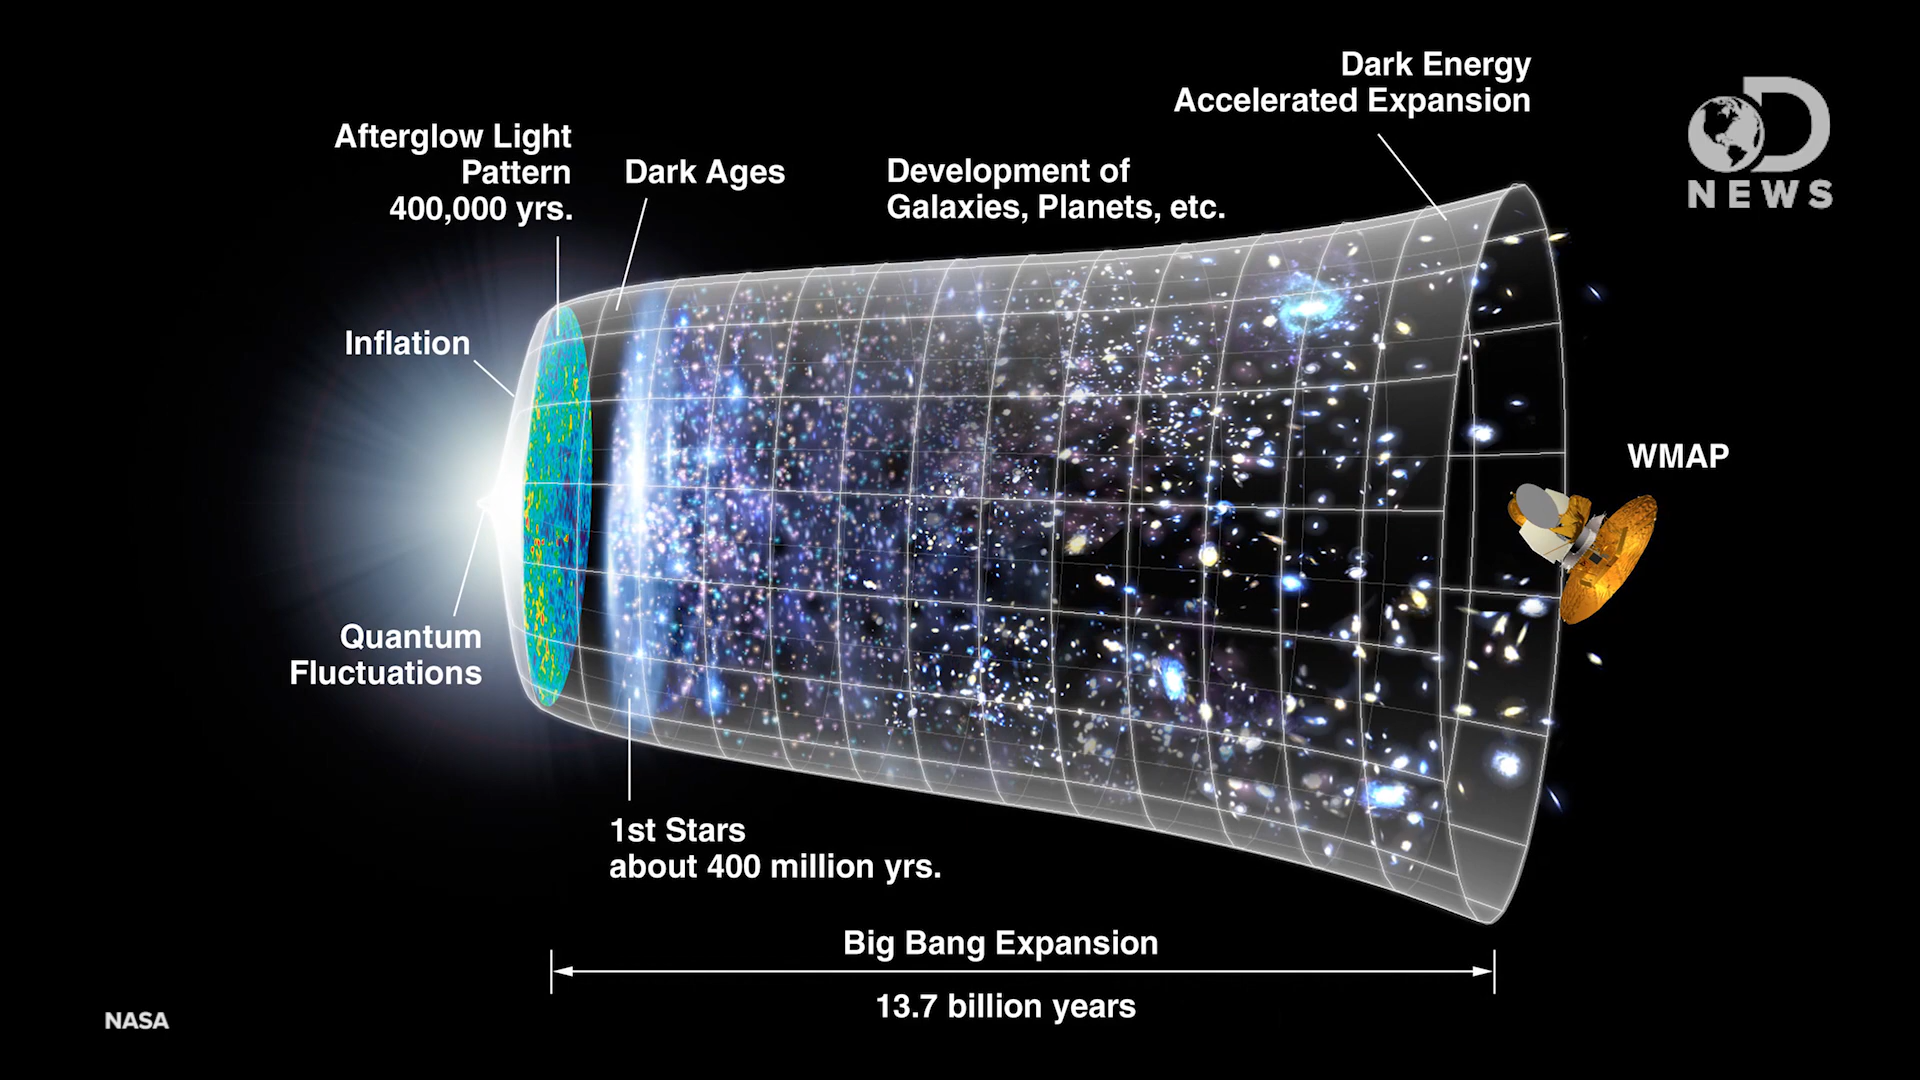 Dark Energy
Accelerated Expansion
NEWS
Afterglow Light
Pattern
400,000 yrs.
Dark Ages
Development of
Galaxies, Planets, etc.
Inflation
WMAP
Quantum
Fluctuations
1st Stars
about 400 million yrs.
Big Bang Expansion
13.7 billion years
NASA